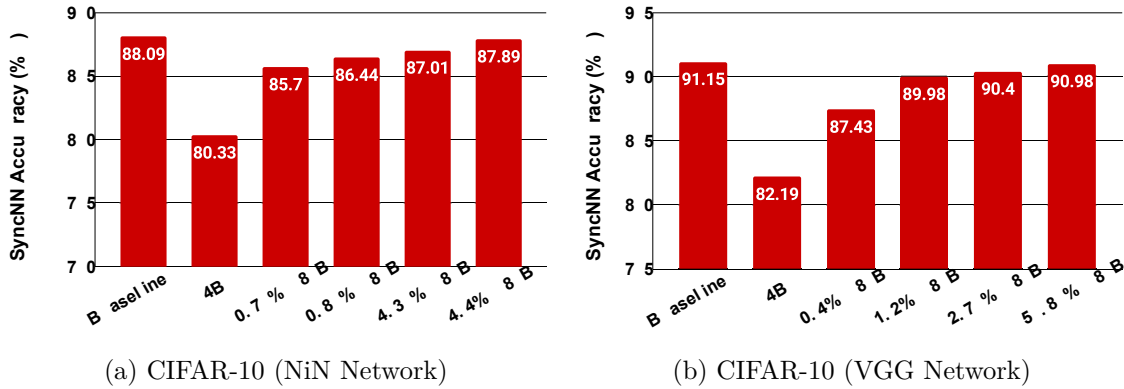 SyncNN Accu racy (% )
9 0
8 5
8 0
7 5
7 0
88.09
80.33
85.7
86.44
87.01
87.89
B aseline
4B
0.7 % 8 B
0.8 % 8 B
4.3 % 8 B
4.4% 8 B
(a) CIFAR-10 (NiN Network)
SyncNN Accu racy (% )
9 5
9 0
8 5
8 0
7 5
91.15
82.19
87.43
89.98
90.4
90.98
B aseline
4B
0.4% 8 B
1.2% 8 B
2.7 % 8 B
5 .8 % 8 B
(b) CIFAR-10 (VGG Network)